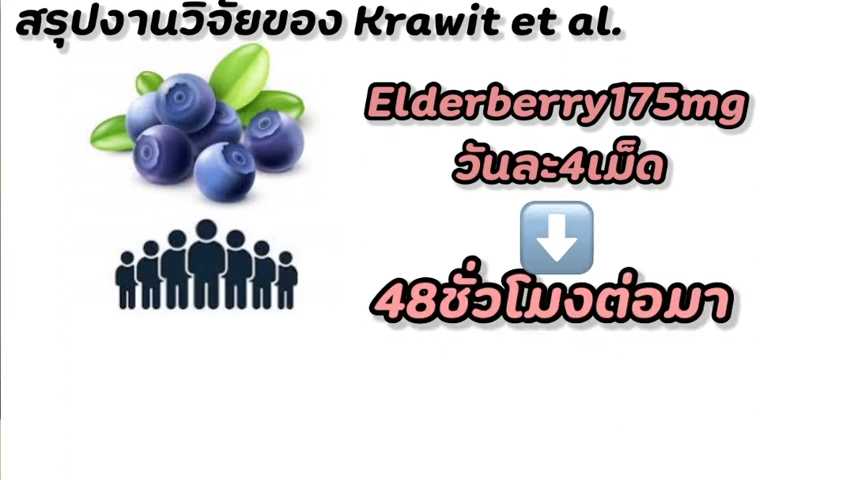 สรุปงานวิจัยของ Krawit et al.
Elderberry175mg
วันละ4เม็ด
48ชั่วโมงต่อมา